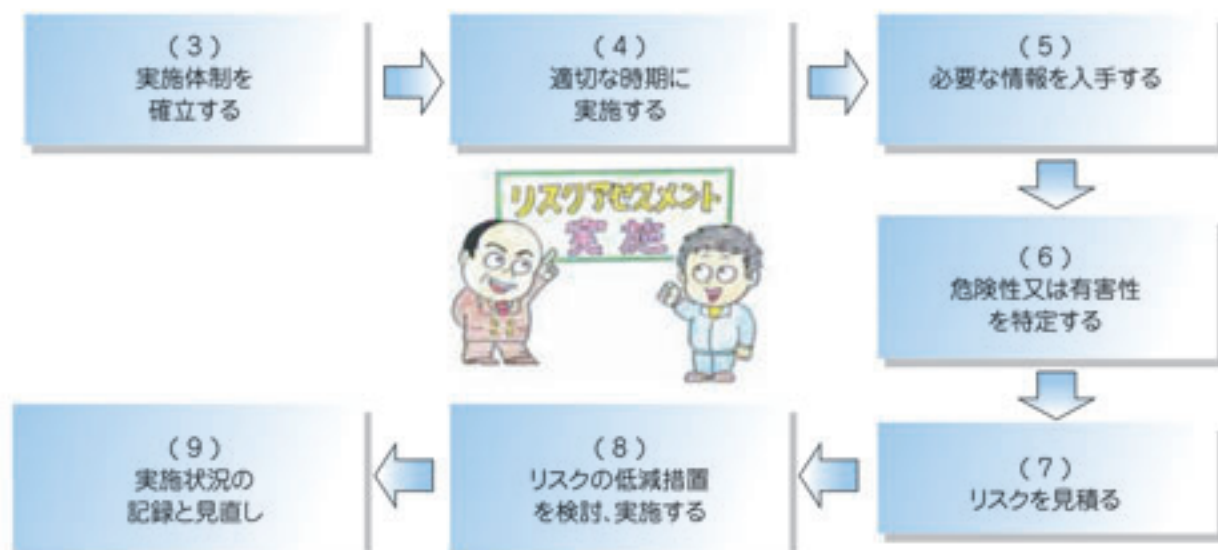 (3)
実施体制を
確立する
(4)
適切な時期に
実施する
(5)
必要な情報を入手する
リスクアセスメント
実施
(6)
危険性又は有害性
を特定する
(7)
リスクを見積る
(8)
リスクの低減措置
を検討、実施する
(9)
実施状況の
記録と見直し